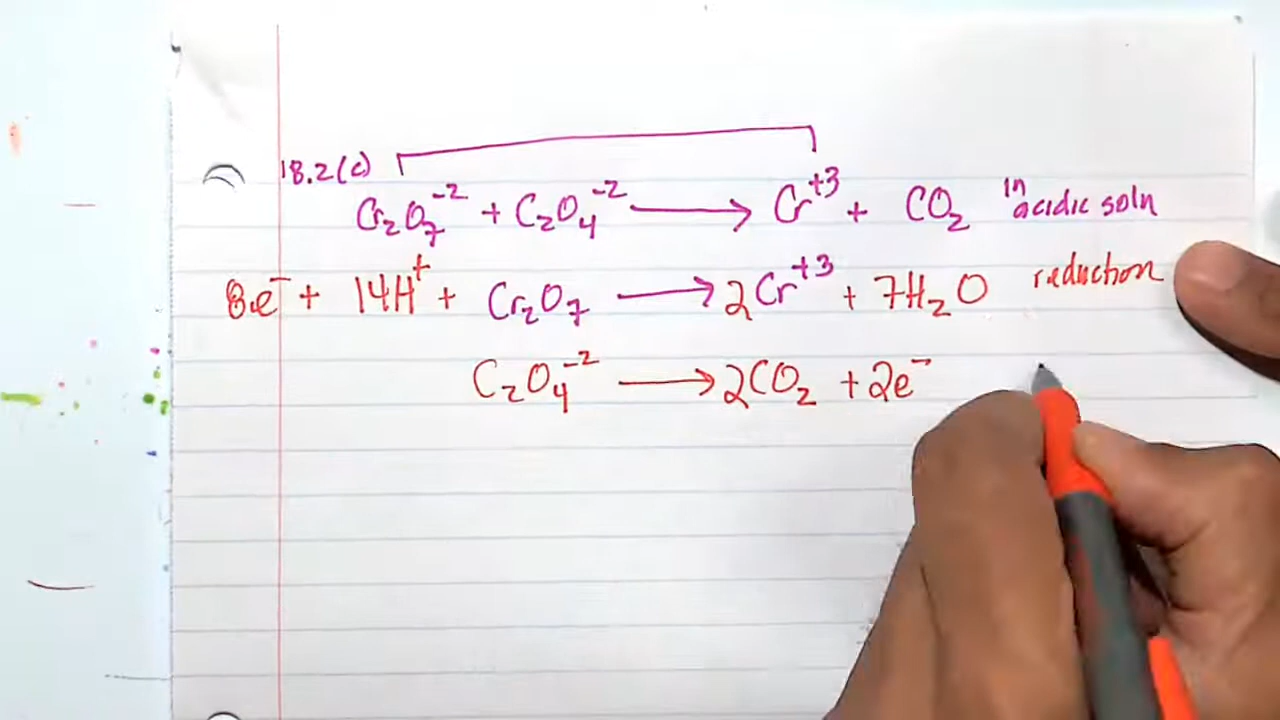 18.2(c)
Cr₂O₇⁻² + C₂O₄⁻² → Cr⁺³ + CO₂ in acidic soln
8e⁻ + 14H⁺ + Cr₂O₇ → 2Cr⁺³ + 7H₂O reduction
C₂O₄⁻² → 2CO₂ + 2e⁻